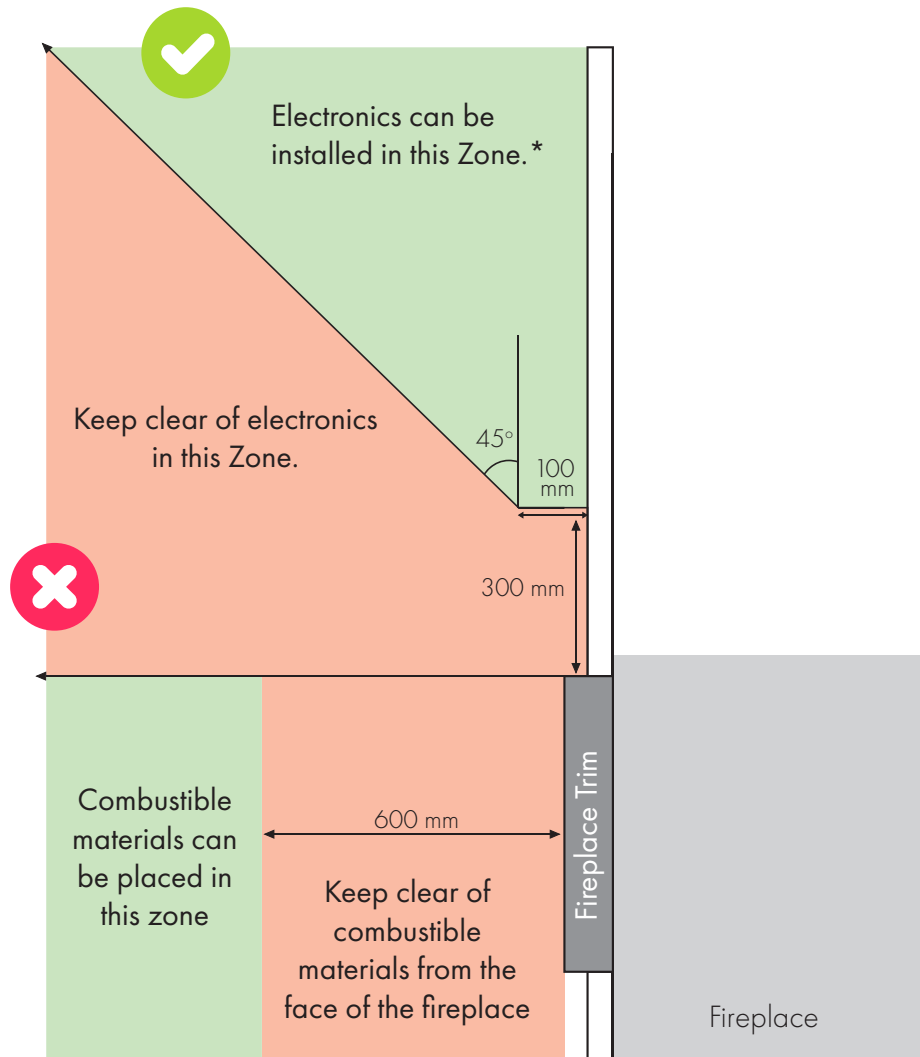 Electronics can be
installed in this Zone.*
Keep clear of electronics
in this Zone.
45°
100
mm
300 mm
Combustible
materials can
be placed in
this zone
600 mm
Keep clear of
combustible
materials from the
face of the fireplace
Fireplace Trim
Fireplace